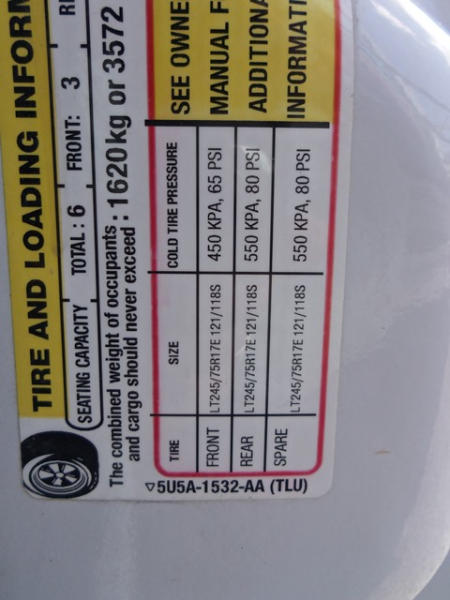 TIRE AND LOADING INFORM
SEATING CAPACITY TOTAL : 6 FRONT: 3
The combined weight of occupants
and cargo should never exceed : 1620kg or 3572
TIRE SIZE COLD TIRE PRESSURE SEE OWNE
FRONT LT245/75R17E 121/118S 450 KPA, 65 PSI MANUAL F
REAR LT245/75R17E 121/118S 550 KPA, 80 PSI ADDITIONA
SPARE LT245/75R17E 121/118S 550 KPA, 80 PSI INFORMATI
▽5U5A-1532-AA (TLU)